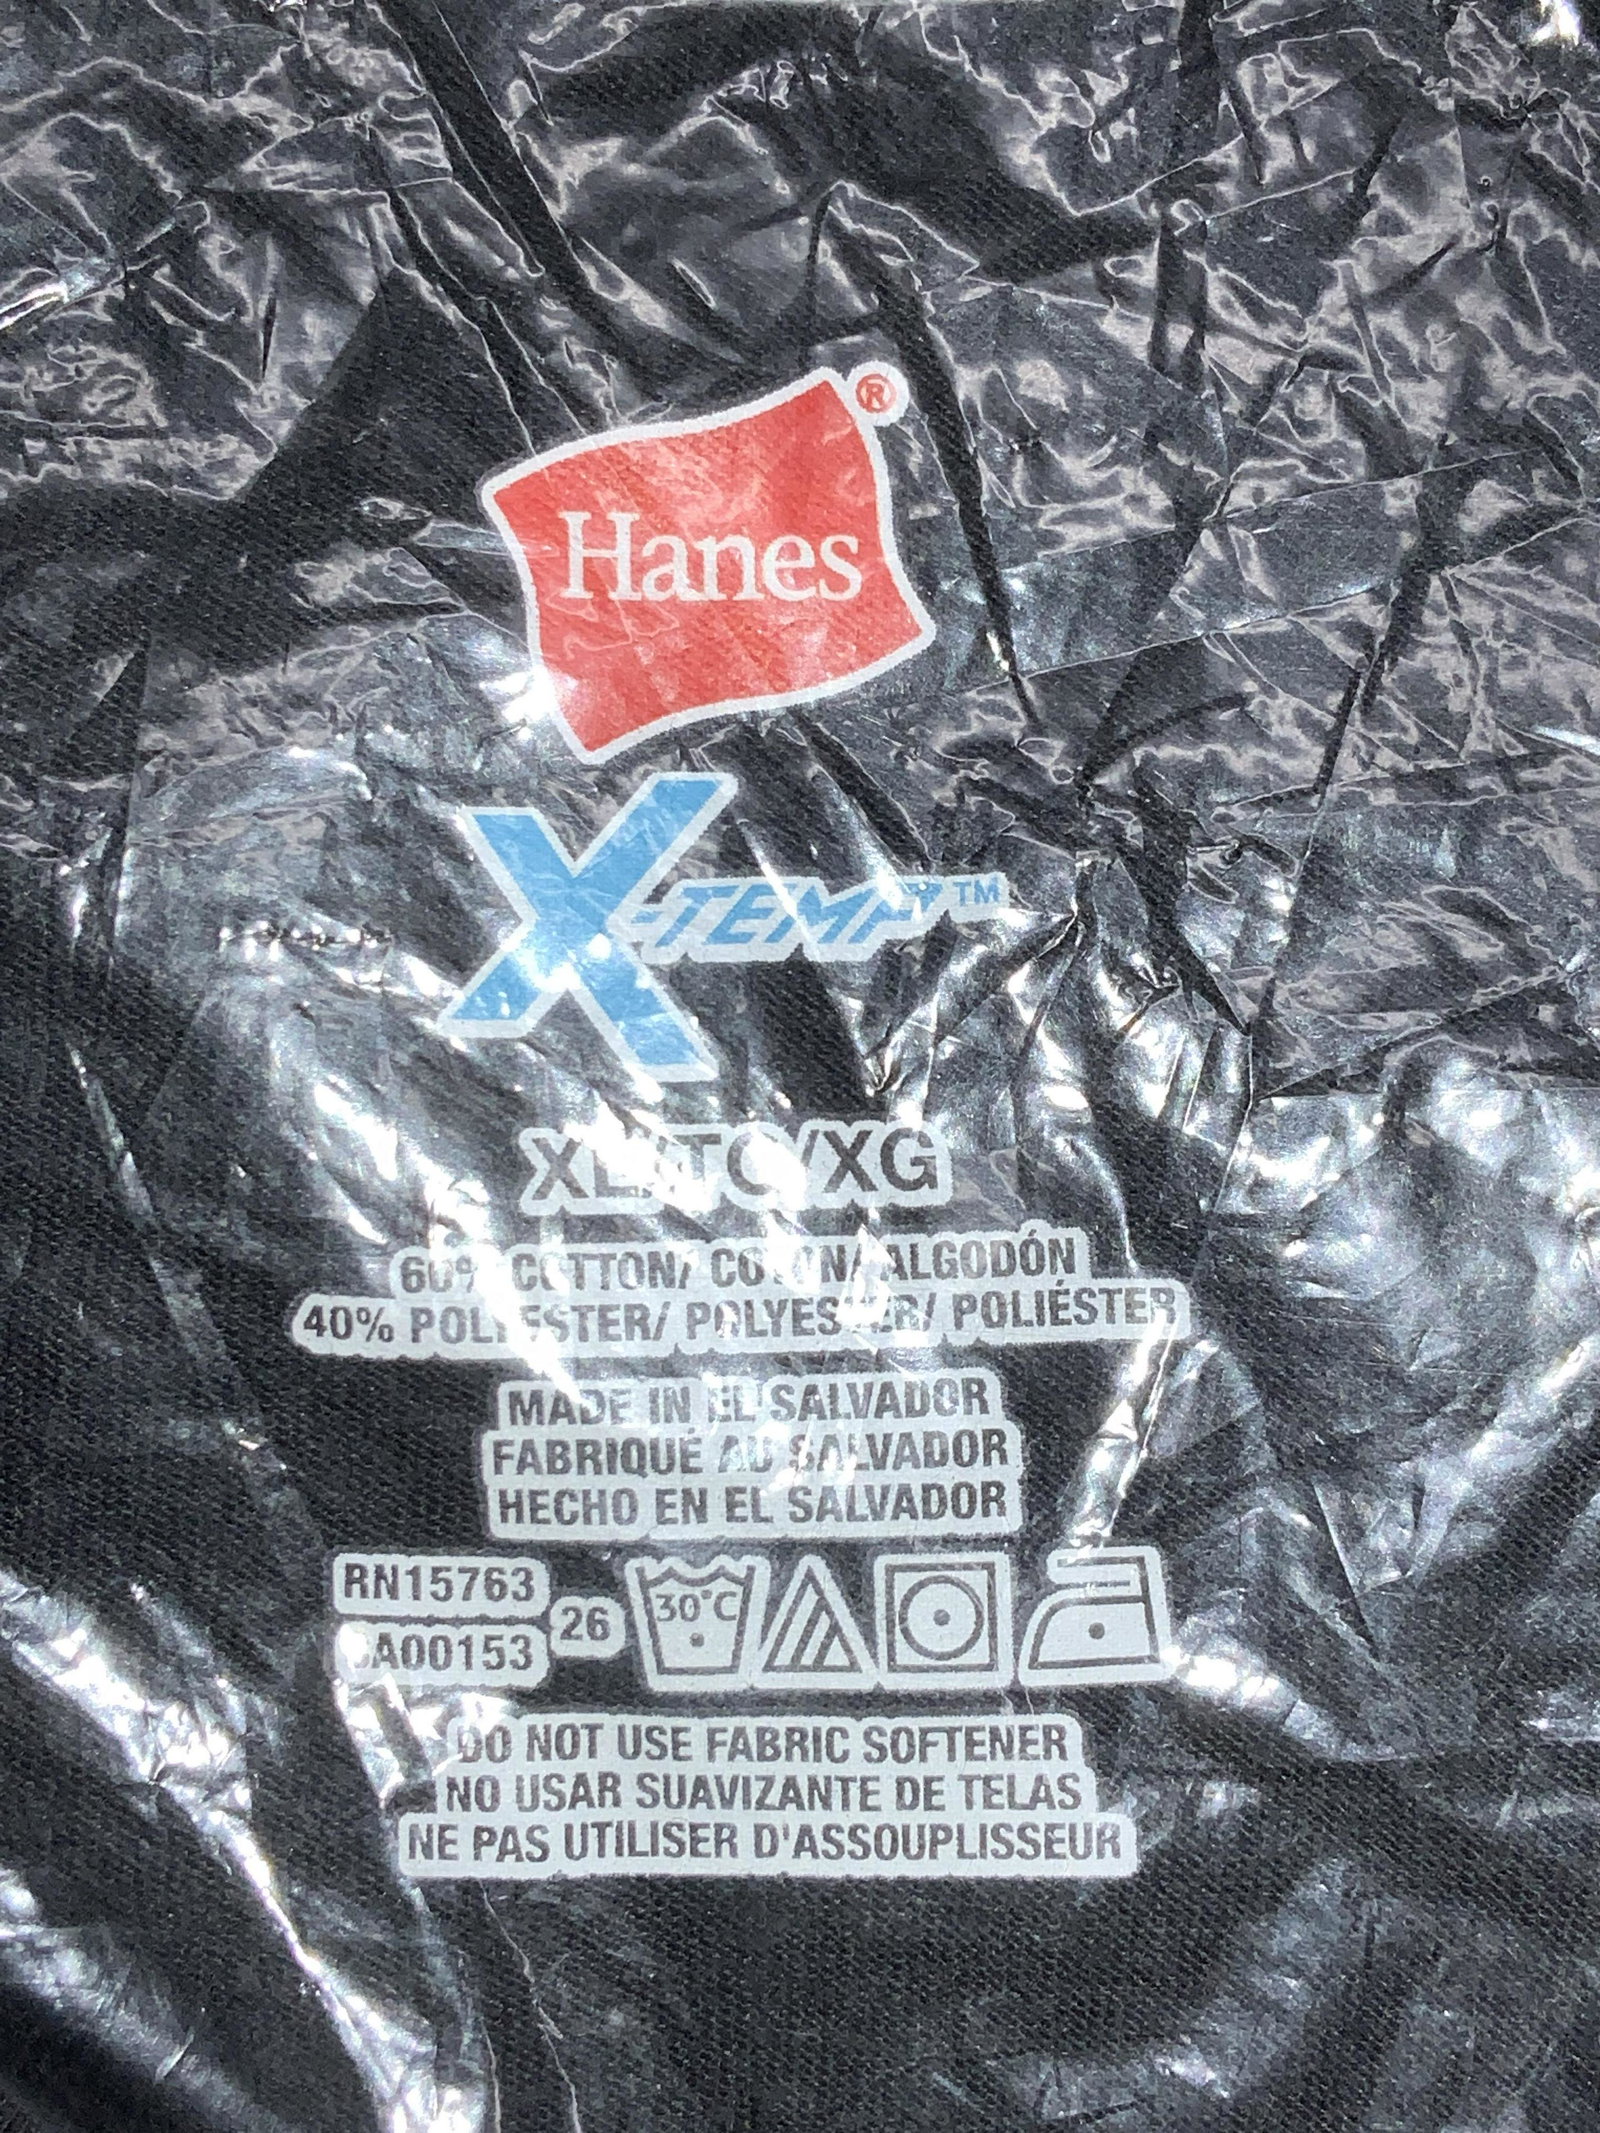 Hanes®
X-TEMP™
XL/TG/XG
60% COTTON/ COTON/ ALGODÓN
40% POLYESTER/ POLYESTER/ POLIÉSTER
MADE IN EL SALVADOR
FABRIQUÉ AU SALVADOR
HECHO EN EL SALVADOR
RN15763
CA00153
26
30°C
DO NOT USE FABRIC SOFTENER
NO USAR SUAVIZANTE DE TELAS
NE PAS UTILISER D'ASSOUPLISSEUR